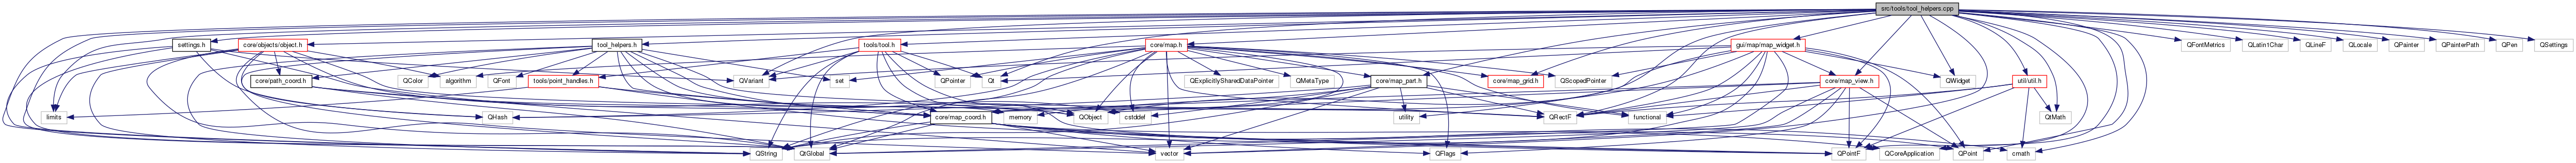 src/tools/tool_helpers.cpp
settings.h
core/objects/object.h
tool_helpers.h
tools/tool.h
core/map.h
gui/map/map_widget.h
QFontMetrics
QLatin1Char
QLineF
QLocale
QPainter
QPainterPath
QPen
QSettings
core/path_coord.h
QColor
algorithm
QFont
tools/point_handles.h
QVariant
set
QPointer
Qt
QExplicitlySharedDataPointer
QMetaType
core/map_part.h
core/map_grid.h
QScopedPointer
core/map_view.h
QWidget
util/util.h
limits
QHash
core/map_coord.h
memory
QObject
cstddef
utility
QRectF
functional
QtMath
QString
QtGlobal
vector
QFlags
QPointF
QCoreApplication
QPoint
cmath